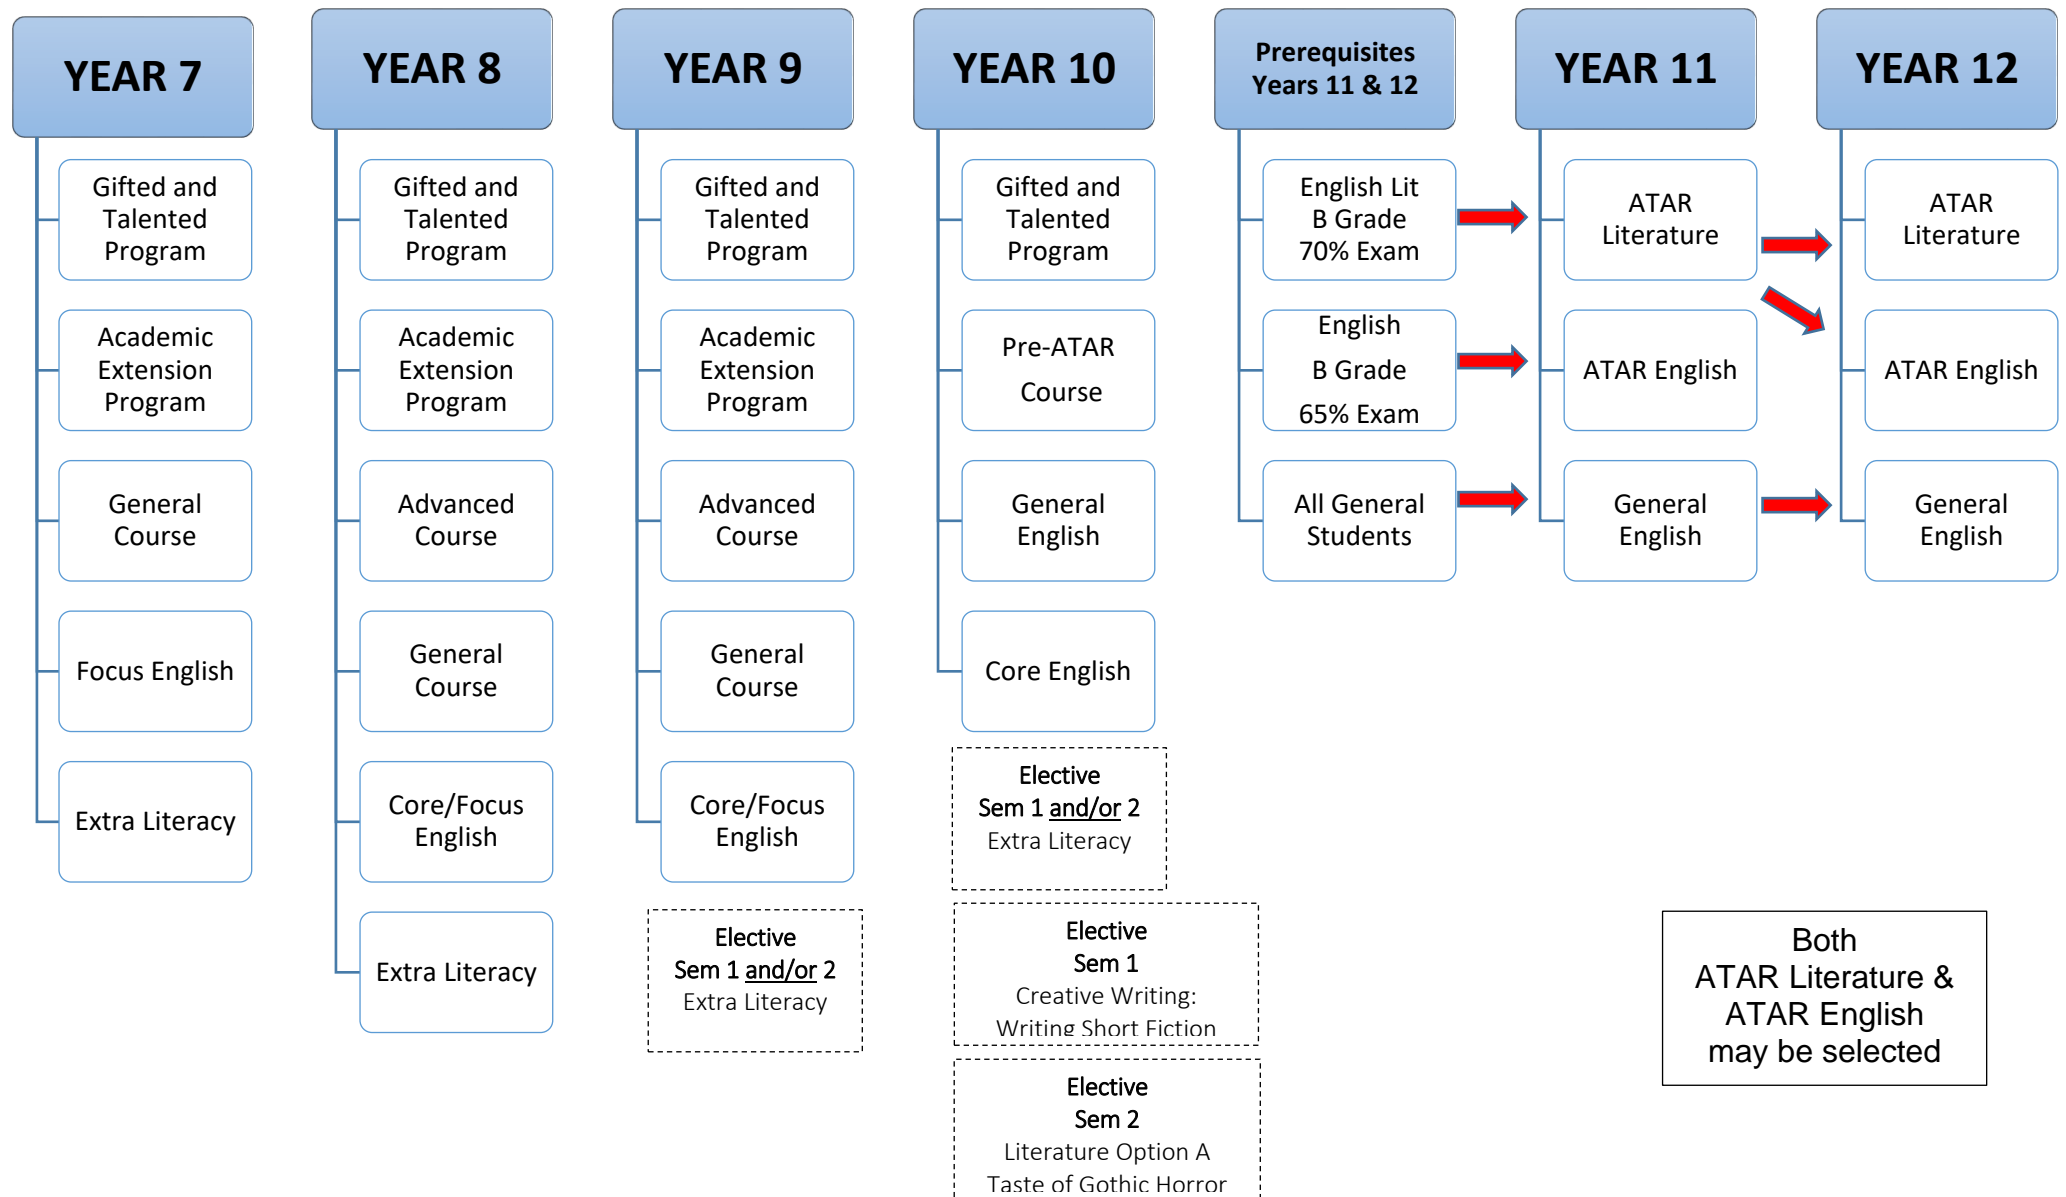 YEAR 7
Gifted and
Talented
Program
Academic
Extension
Program
General
Course
Focus English
Extra Literacy
YEAR 8
Gifted and
Talented
Program
Academic
Extension
Program
Advanced
Course
General
Course
Core/Focus
English
Extra Literacy
YEAR 9
Gifted and
Talented
Program
Academic
Extension
Program
Advanced
Course
General
Course
Core/Focus
English
Elective
Sem 1 and/or 2
Extra Literacy
YEAR 10
Gifted and
Talented
Program
Pre-ATAR
Course
General
English
Core English
Elective
Sem 1 and/or 2
Extra Literacy
Elective
Sem 1
Creative Writing:
Writing Short Fiction
Elective
Sem 2
Literature Option A
Taste of Gothic Horror
Prerequisites
Years 11 & 12
English Lit
B Grade
70% Exam
English
B Grade
65% Exam
All General
Students
YEAR 11
ATAR
Literature
ATAR English
General
English
YEAR 12
ATAR
Literature
ATAR English
General
English
Both
ATAR Literature &
ATAR English
may be selected